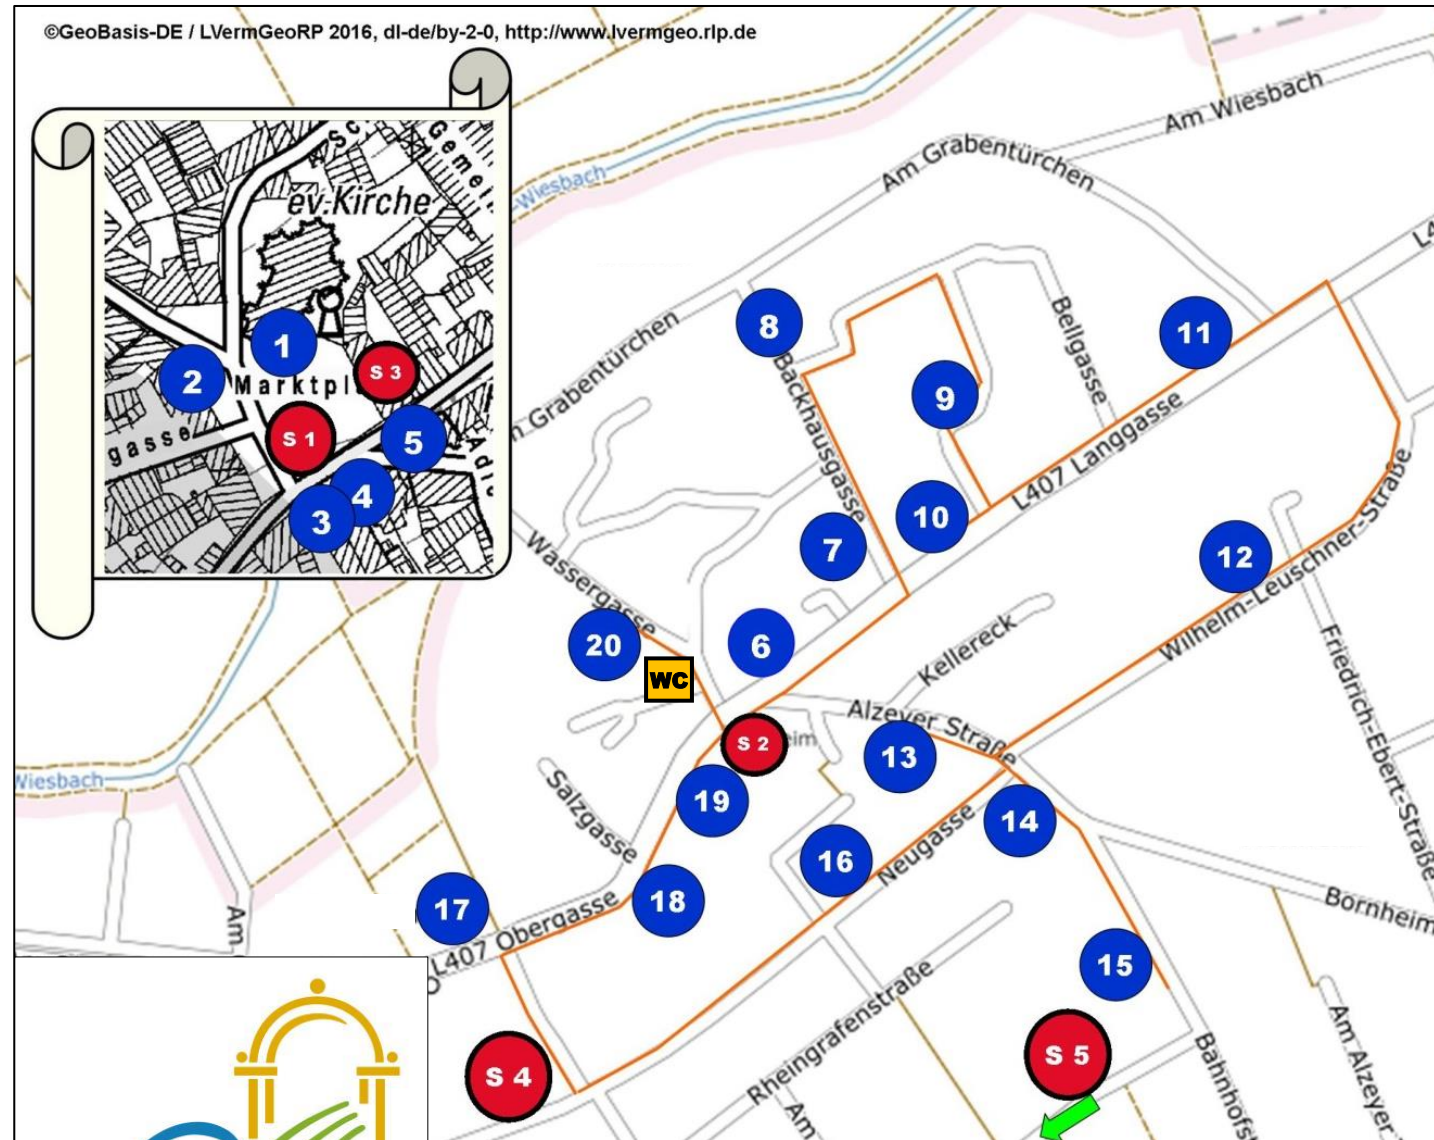 ©GeoBasis-DE / LVermGeoRP 2016, dl-de/by-2-0, http://www.lvermgeo.rlp.de
Am Wiesbach
Am Grabentürchen
Wiesbach
ev. Kirche
Marktpl
gasse
1
2
S 3
S 1
5
4
3
L4
8
Grabentürchen
Bellgasse
11
Backhausgasse
9
L407 Langgasse
10
7
12
Wilhelm-Leuschner-Straße
Wassergasse
20
WC
6
Kellereck
Friedrich-Ebert-Straße
Alzeyer Straße
S 2
eim
13
Wiesbach
19
Salzgasse
14
16
Neugasse
18
17
L407 Obergasse
Am
Bornheim
15
Rheingrafenstraße
S 4
S 5
Am Alzeyer
Bahnhofs
Am